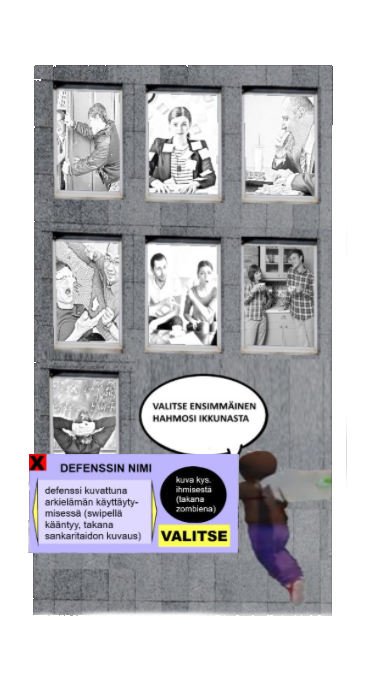 VALITSE ENSIMMÄINEN
HAHMOSI IKKUNASTA
X
DEFENSSIN NIMI
defenssi kuvattuna
arkielämän käyttäyty-
misessä (swipellä
kääntyy, takana
sankaritaidon kuvaus)
kuva kys.
ihmisestä
(takana
zombiena)
VALITSE